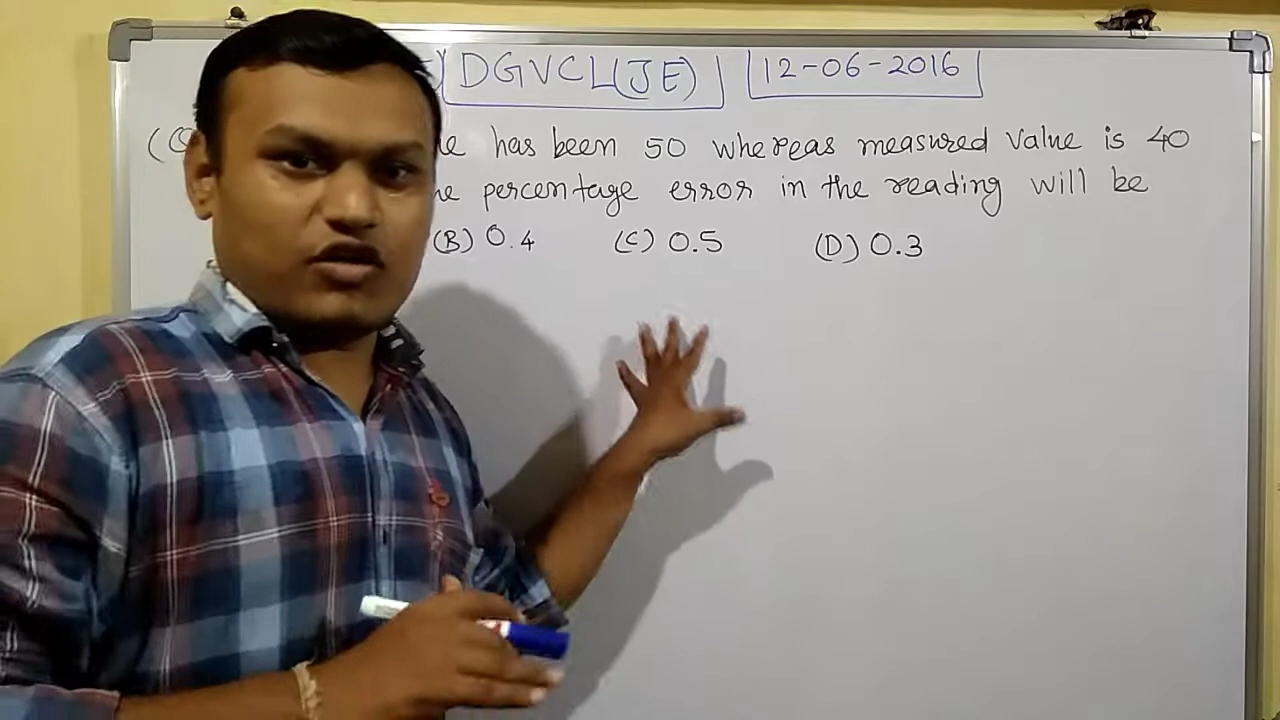 DGVCL(JE) 12-06-2016
(Q has been 50 whereas measured value is 40
percentage error in the reading will be
(B) 0.4 (C) 0.5 (D) 0.3